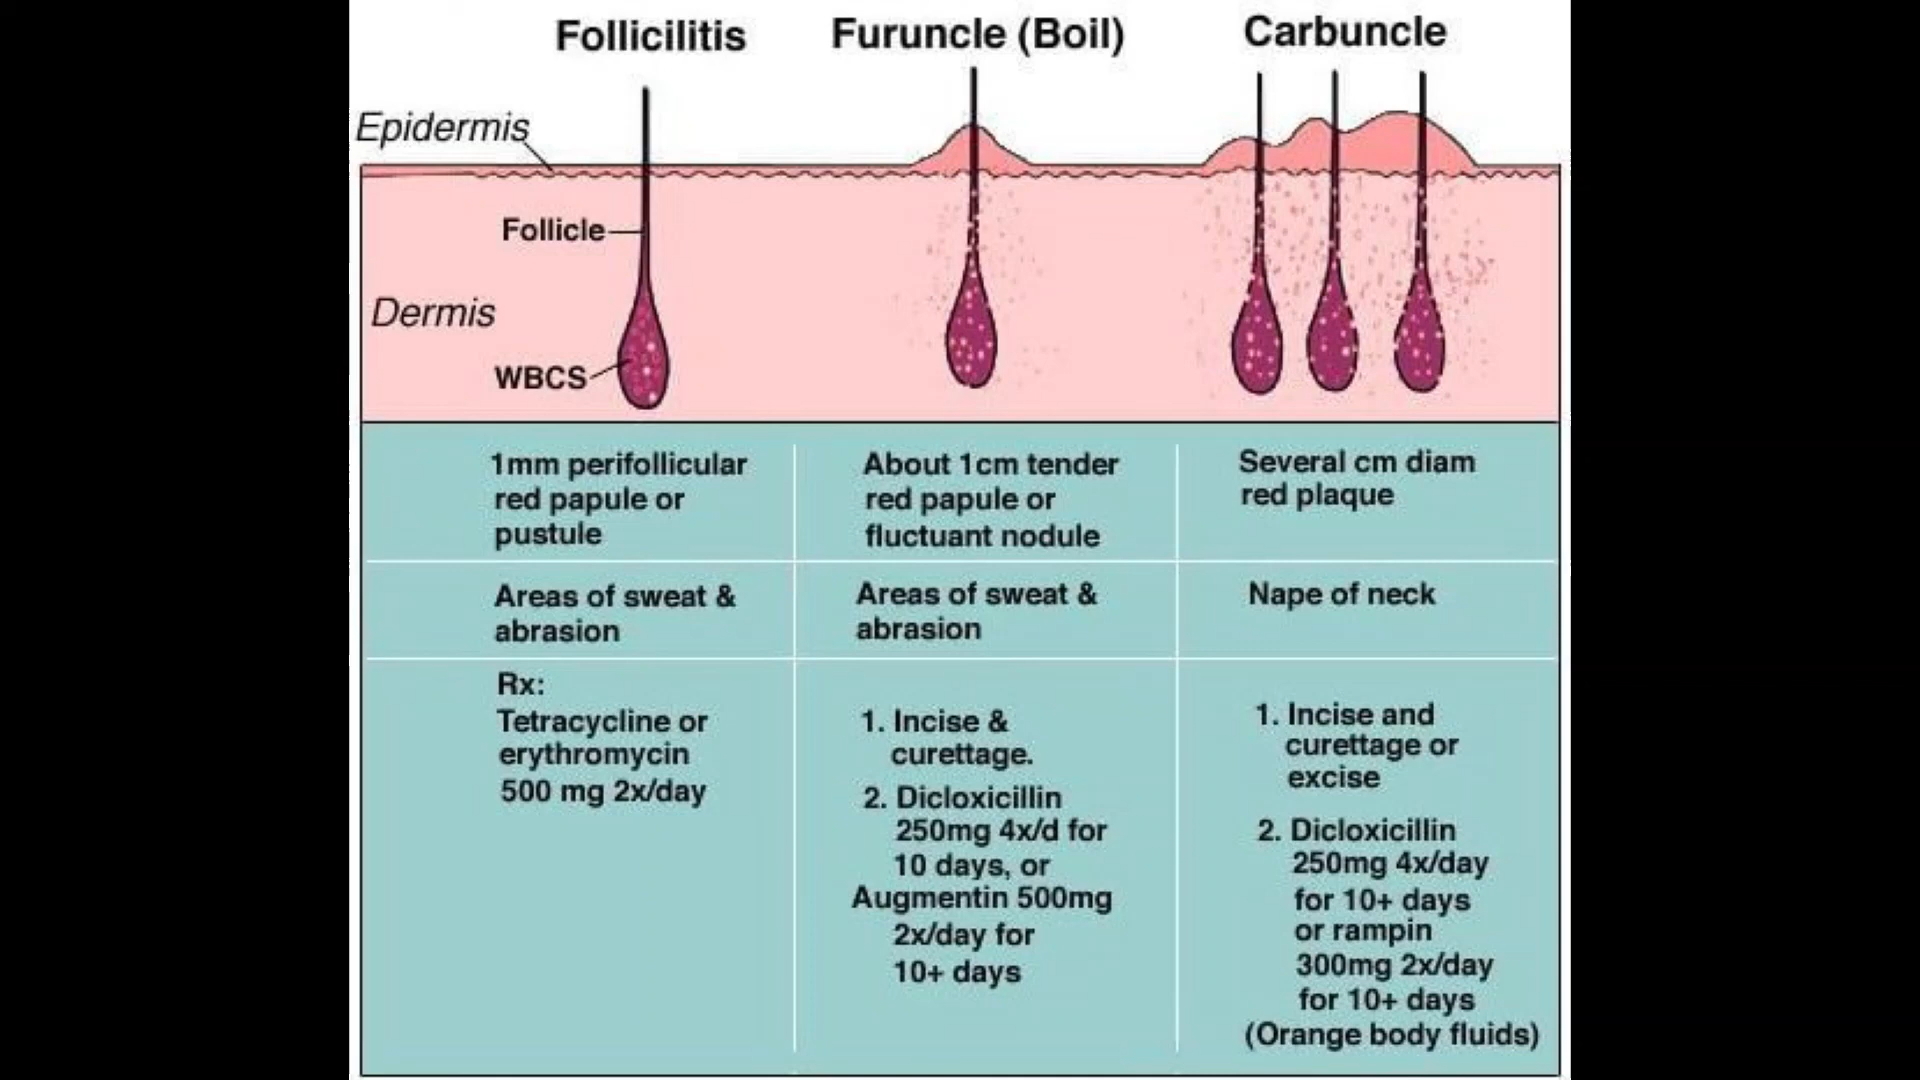 Follicilitis
Furuncle (Boil)
Carbuncle
Epidermis
Follicle
Dermis
WBCS
1mm perifollicular
red papule or
pustule
About 1cm tender
red papule or
fluctuant nodule
Several cm diam
red plaque
Areas of sweat &
abrasion
Areas of sweat &
abrasion
Nape of neck
Rx:
Tetracycline or
erythromycin
500 mg 2x/day
1. Incise &
curettage.
2. Dicloxicillin
250mg 4x/d for
10 days, or
Augmentin 500mg
2x/day for
10+ days
1. Incise and
curettage or
excise
2. Dicloxicillin
250mg 4x/day
for 10+ days
or rampin
300mg 2x/day
for 10+ days
(Orange body fluids)